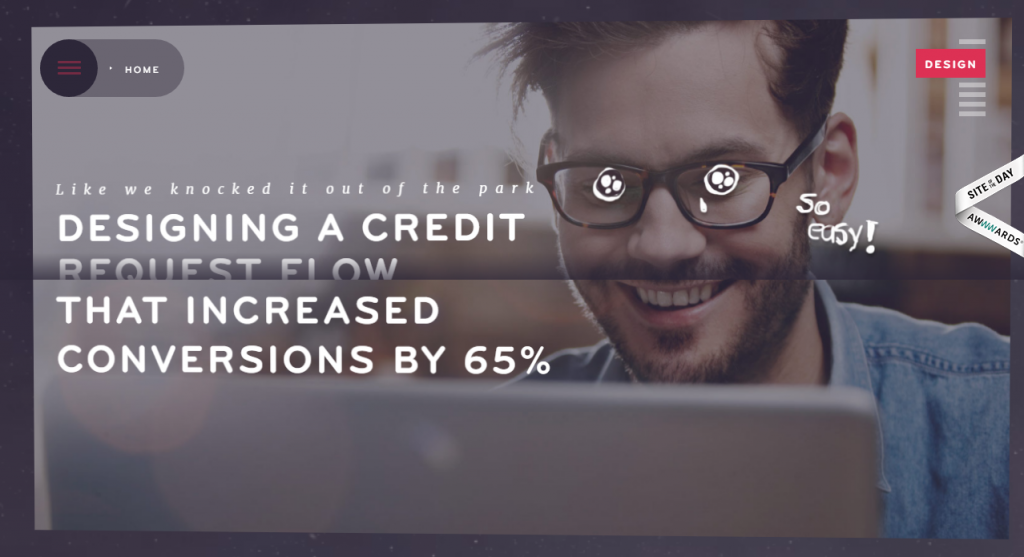 HOME
DESIGN
Like we knocked it out of the park
DESIGNING A CREDIT
REQUEST FLOW
THAT INCREASED
CONVERSIONS BY 65%
So
easy!
SITE OF THE DAY
AWWWARDS